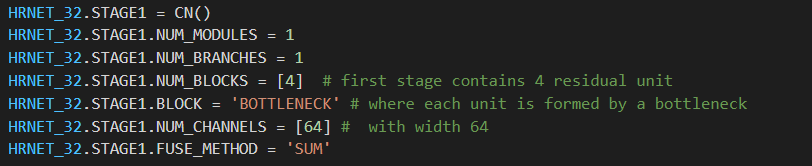 HRNET_32.STAGE1 = CN()
HRNET_32.STAGE1.NUM_MODULES = 1
HRNET_32.STAGE1.NUM_BRANCHES = 1
HRNET_32.STAGE1.NUM_BLOCKS = [4]  # first stage contains 4 residual unit
HRNET_32.STAGE1.BLOCK = 'BOTTLENECK' # where each unit is formed by a bottleneck
HRNET_32.STAGE1.NUM_CHANNELS = [64] #  with width 64
HRNET_32.STAGE1.FUSE_METHOD = 'SUM'